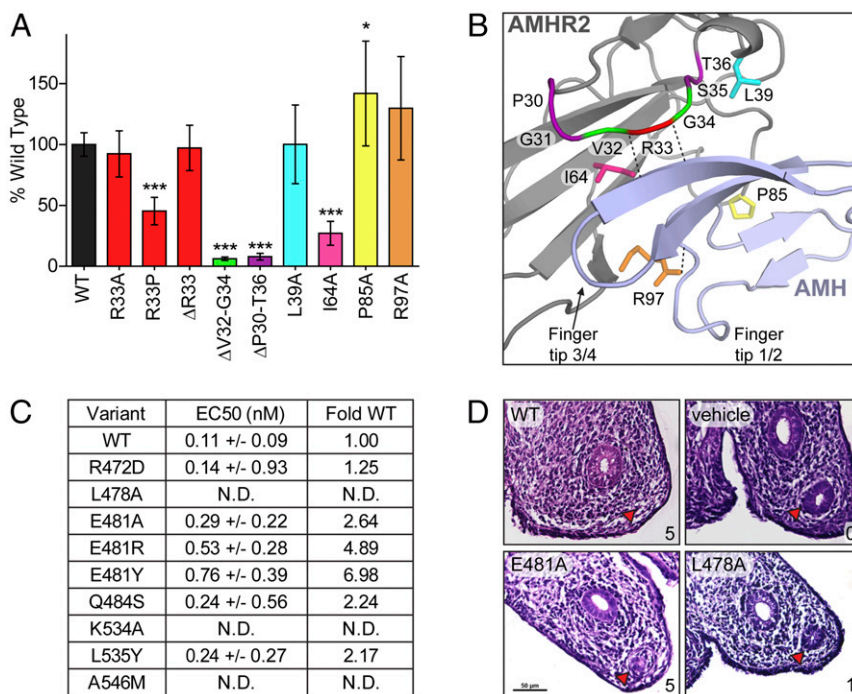 A
% Wild Type
150
100
50
0
*
***
***
***
***
WT
R33A
R33P
ΔR33
ΔV32-G34
ΔP30-T36
L39A
I64A
P85A
R97A
B
AMHR2
T36
S35
L39
P30
G34
G31
V32
R33
I64
P85
R97
AMH
Finger
tip 3/4
Finger
tip 1/2
C
Variant EC50 (nM) Fold WT
WT 0.11 +/- 0.09 1.00
R472D 0.14 +/- 0.93 1.25
L478A N.D. N.D.
E481A 0.29 +/- 0.22 2.64
E481R 0.53 +/- 0.28 4.89
E481Y 0.76 +/- 0.39 6.98
Q484S 0.24 +/- 0.56 2.24
K534A N.D. N.D.
L535Y 0.24 +/- 0.27 2.17
A546M N.D. N.D.
D
WT
5
vehicle
0
E481A
50 µm
5
L478A
1